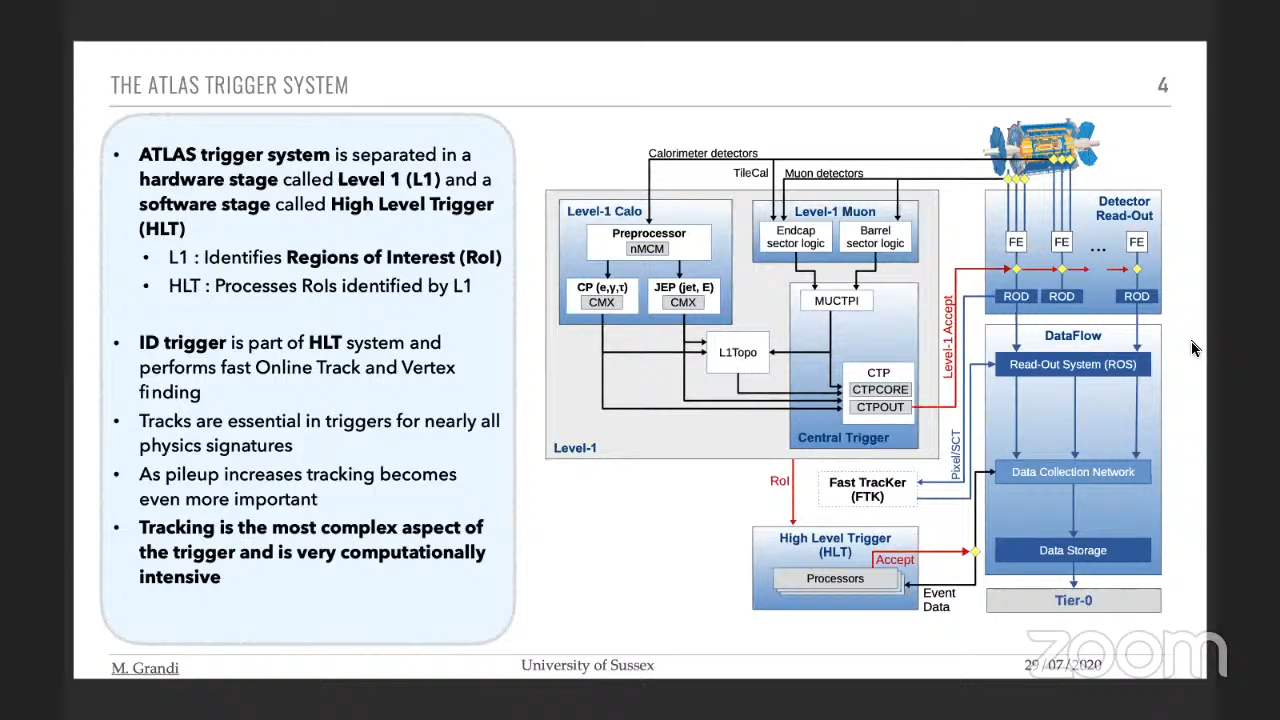 THE ATLAS TRIGGER SYSTEM
4
• ATLAS trigger system is separated in a
hardware stage called Level 1 (L1) and a
software stage called High Level Trigger
(HLT)
• L1 : Identifies Regions of Interest (RoI)
• HLT : Processes RoIs identified by L1
• ID trigger is part of HLT system and
performs fast Online Track and Vertex
finding
• Tracks are essential in triggers for nearly all
physics signatures
• As pileup increases tracking becomes
even more important
• Tracking is the most complex aspect of
the trigger and is very computationally
intensive
Calorimeter detectors
TileCal
Muon detectors
Level-1 Calo
Preprocessor
nMCM
CP (e,γ,τ)
CMX
JEP (jet, E)
CMX
Level-1 Muon
Endcap
sector logic
Barrel
sector logic
MUCTPI
L1Topo
CTP
CTPCORE
CTPOUT
Central Trigger
Level-1
Level-1 Accept
Detector
Read-Out
FE
FE
...
FE
ROD
ROD
ROD
DataFlow
Read-Out System (ROS)
Data Collection Network
Data Storage
Tier-0
Pixel/SCT
RoI
Fast TracKer
(FTK)
High Level Trigger
(HLT)
Accept
Processors
Event
Data
M. Grandi
University of Sussex
29/07/2020
zoom